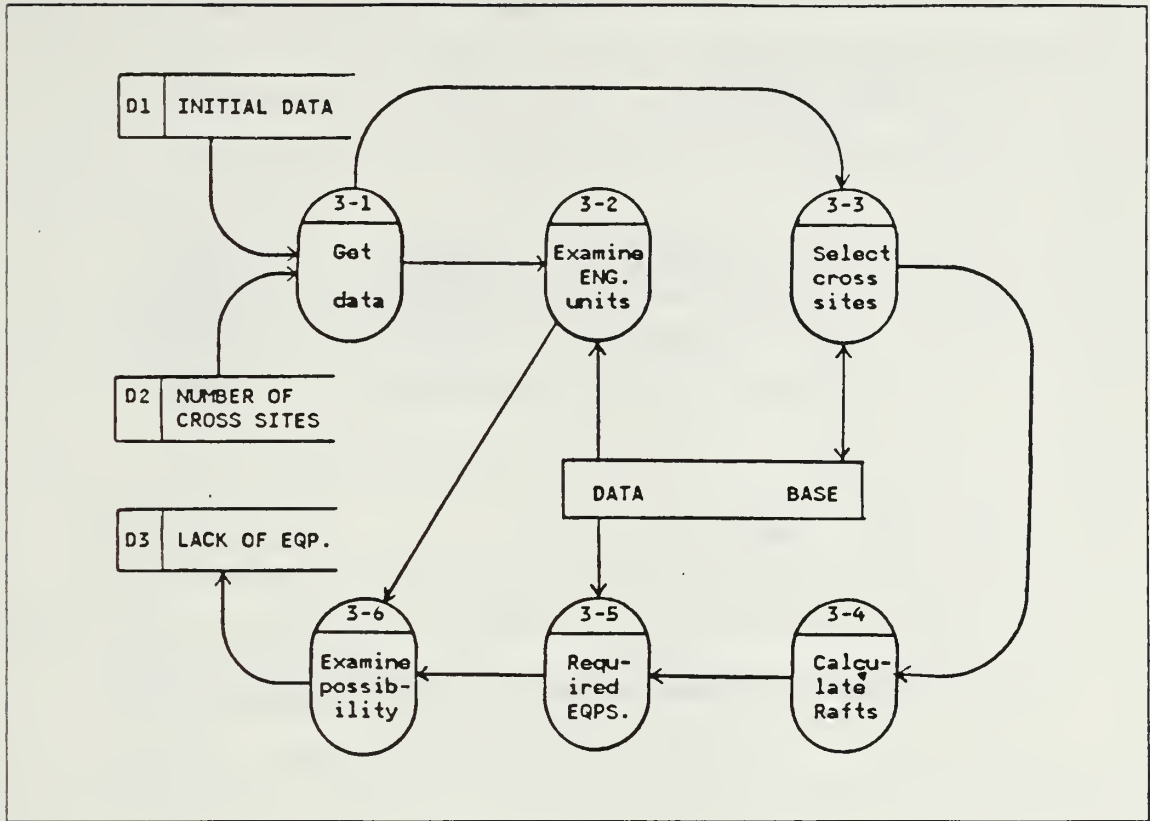 D1 INITIAL DATA
3-1
Get
data
3-2
Examine
ENG.
units
3-3
Select
cross
sites
D2 NUMBER OF
CROSS SITES
DATA BASE
D3 LACK OF EQP.
3-6
Examine
possib-
ility
3-5
Requ-
ired
EQPS.
3-4
Calcu-
late
Rafts